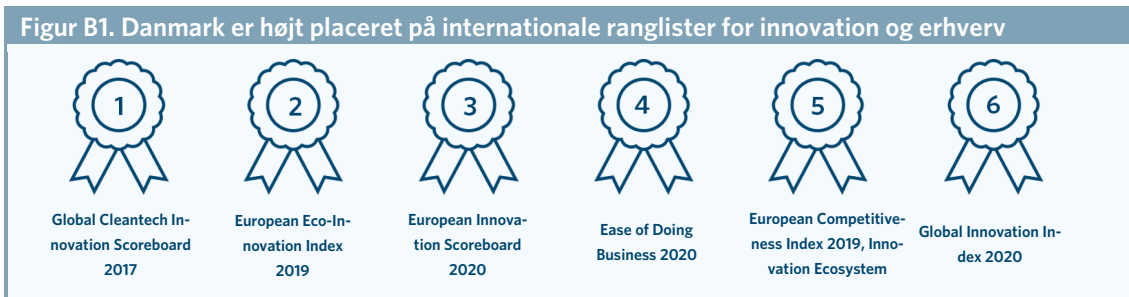 Figur B1. Danmark er højt placeret på internationale ranglister for innovation og erhverv
1
2
3
4
5
6
Global Cleantech In-
novation Scoreboard
2017
European Eco-In-
novation Index
2019
European Innova-
tion Scoreboard
2020
Ease of Doing
Business 2020
European Competitive-
ness Index 2019, Inno-
vation Ecosystem
Global Innovation In-
dex 2020